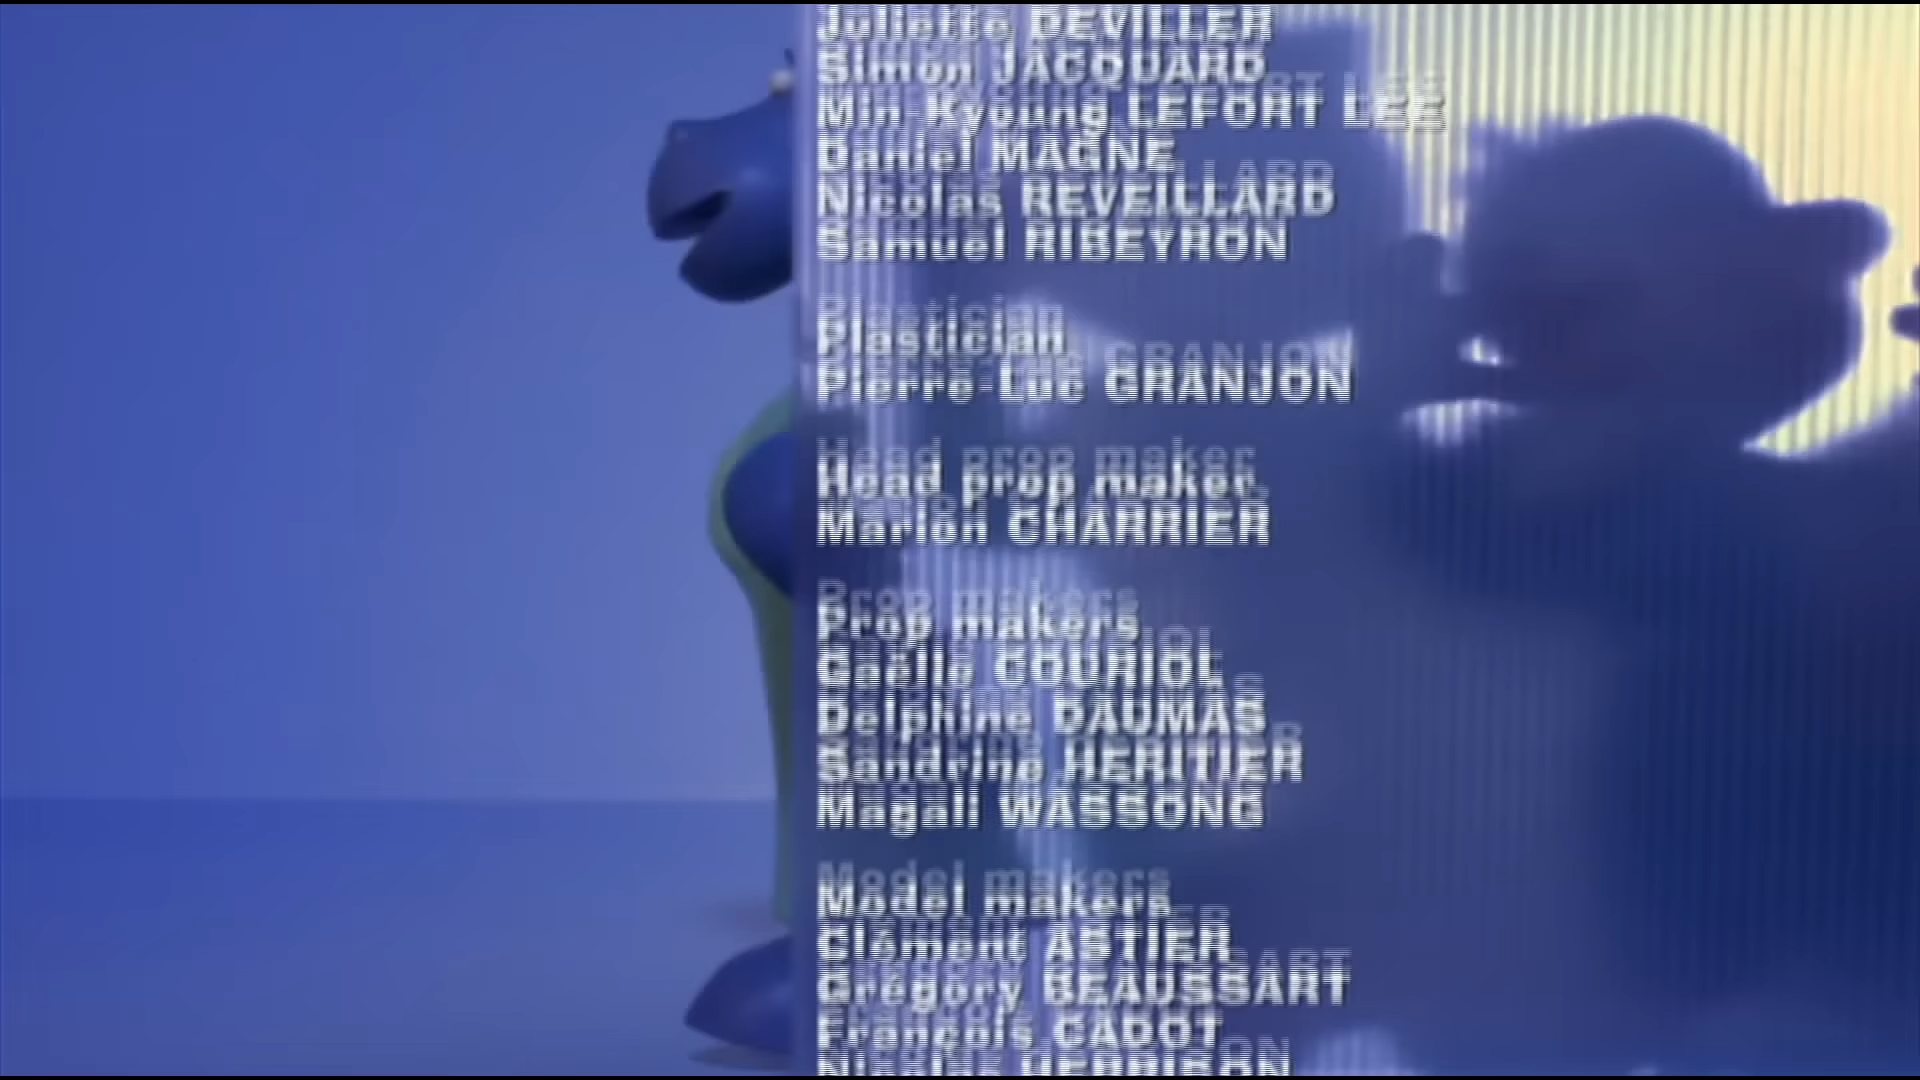 Juliette DEVILLER
Simon JACQUARD
Min-Kyoung LEFORT LEE
Daniel MAGNE
Nicolas REVEILLARD
Samuel RIBEYRON
Plastician
Pierre-Luc GRANJON
Head prop maker
Marion CHARRIER
Prop makers
Gaëlle COURIOL
Delphine DAUMAS
Sandrine HERITIER
Magali WASSONG
Model makers
Clément ASTIER
Grégory BEAUSSART
François CADOT
Nicolas HERRISON